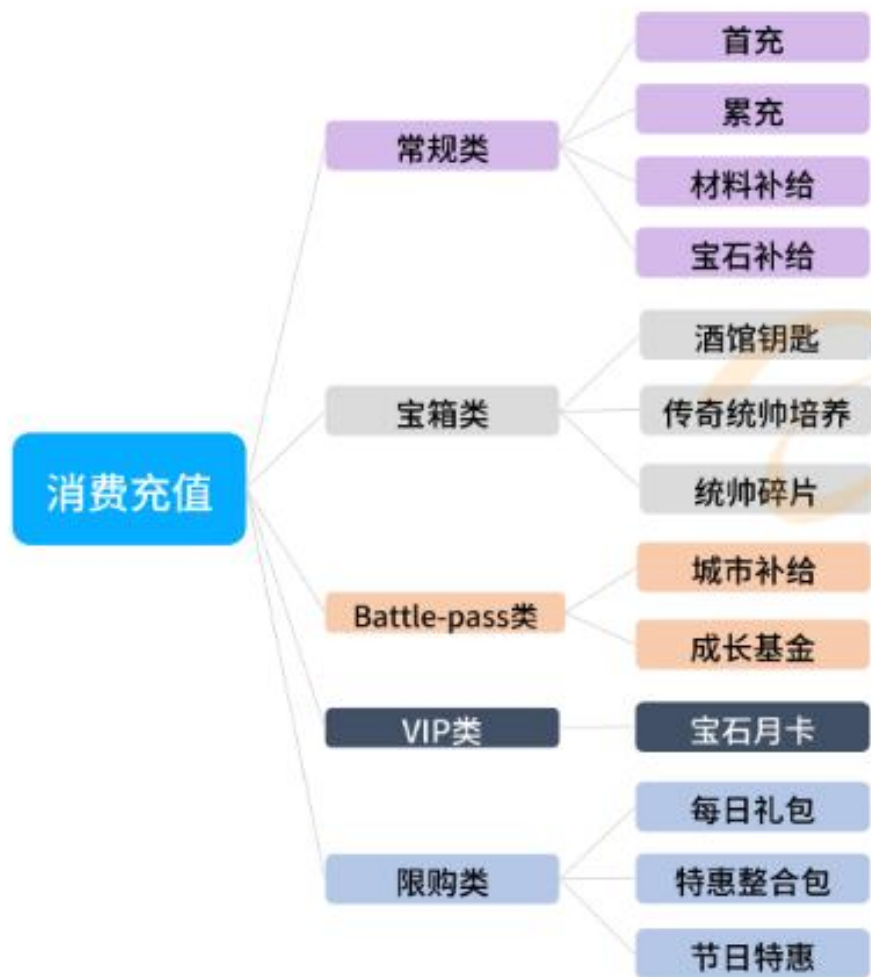 消费充值
常规类
首充
累充
材料补给
宝石补给
宝箱类
酒馆钥匙
传奇统帅培养
统帅碎片
Battle-pass类
城市补给
成长基金
VIP类
宝石月卡
限购类
每日礼包
特惠整合包
节日特惠